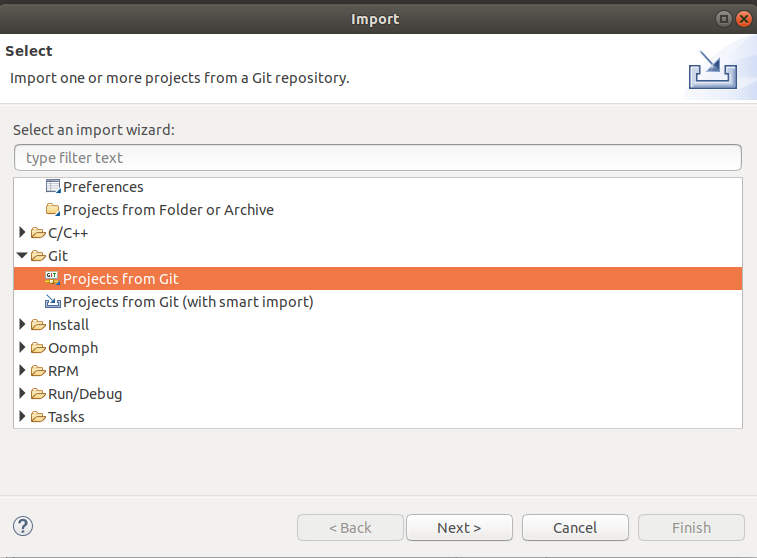 Import
Select
Import one or more projects from a Git repository.
Select an import wizard:
type filter text
Preferences
Projects from Folder or Archive
C/C++
Git
GIT
Projects from Git
Projects from Git (with smart import)
Install
Oomph
RPM
Run/Debug
Tasks
?
< Back
Next >
Cancel
Finish